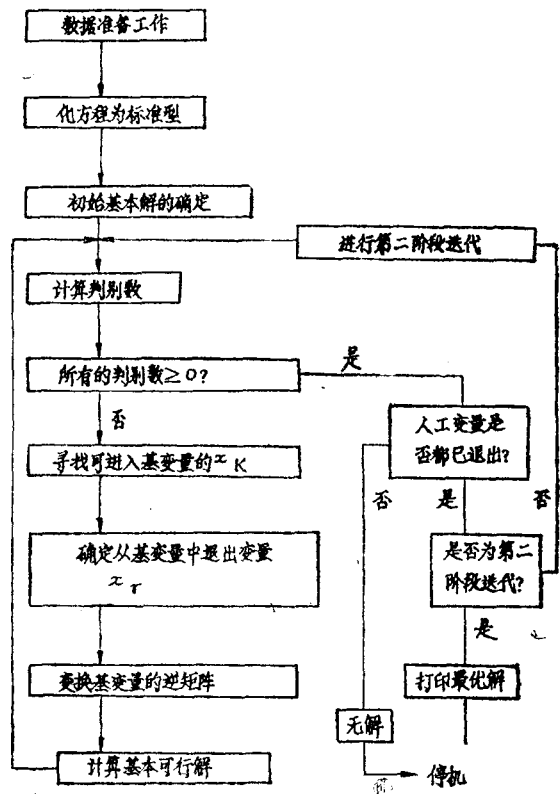 数据准备工作
化方程为标准型
初始基本解的确定
进行第二阶段迭代
计算判别数
所有的判别数≥0?
是
否
人工变量是
否都已退出?
寻找可进入基变量的x K
否
是
否
确定从基变量中退出变量
x r
是否为第二
阶段迭代?
是
变换基变量的逆矩阵
打印最优解
无解
计算基本可行解
停机